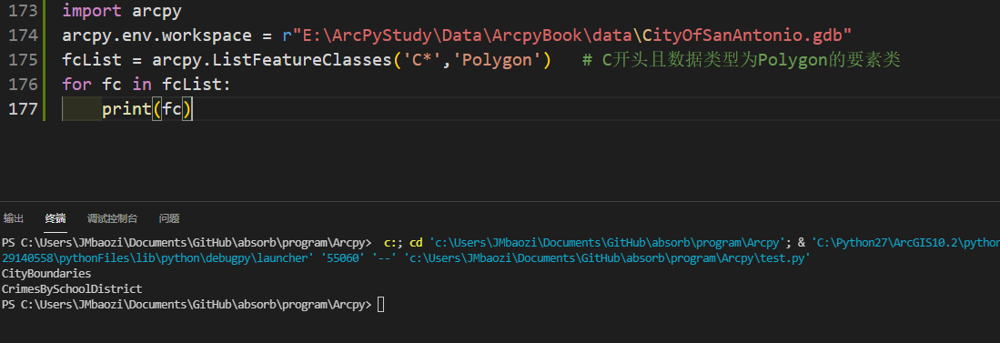 173 import arcpy
174 arcpy.env.workspace = r"E:\ArcPyStudy\Data\ArcpyBook\data\CityOfSanAntonio.gdb"
175 fcList = arcpy.ListFeatureClasses('C*','Polygon')   # C开头且数据类型为Polygon的要素类
176 for fc in fcList:
177     print(fc)
输出 终端 调试控制台 问题
PS C:\Users\JMbaozi\Documents\GitHub\absorb\program\Arcpy>  c:; cd 'c:\Users\JMbaozi\Documents\GitHub\absorb\program\Arcpy'; & 'C:\Python27\ArcGIS10.2\python
29140558\pythonFiles\lib\python\debugpy\launcher' '55060' '--' 'c:\Users\JMbaozi\Documents\GitHub\absorb\program\Arcpy\test.py'
CityBoundaries
CrimesBySchoolDistrict
PS C:\Users\JMbaozi\Documents\GitHub\absorb\program\Arcpy>